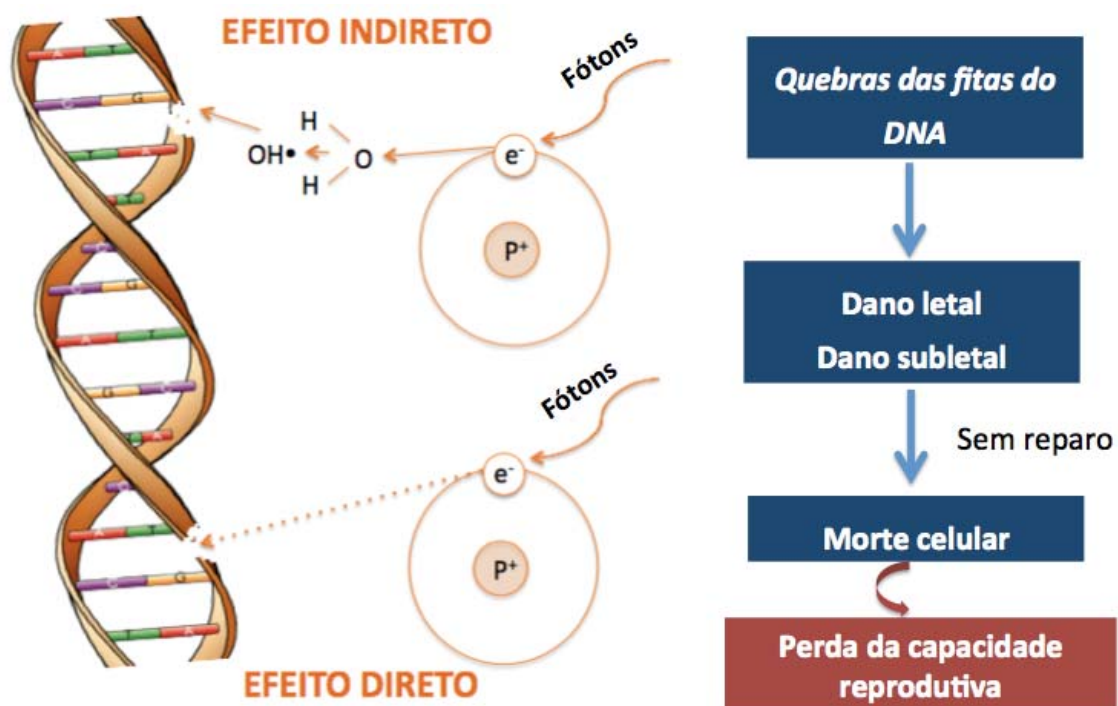 EFEITO INDIRETO
Fótons
H
OH•
O
H
e-
P+
Fótons
e-
P+
EFEITO DIRETO
A
C G
A
G
A
G
A
A
C G
A
Quebras das fitas do
DNA
Dano letal
Dano subletal
Sem reparo
Morte celular
Perda da capacidade
reprodutiva